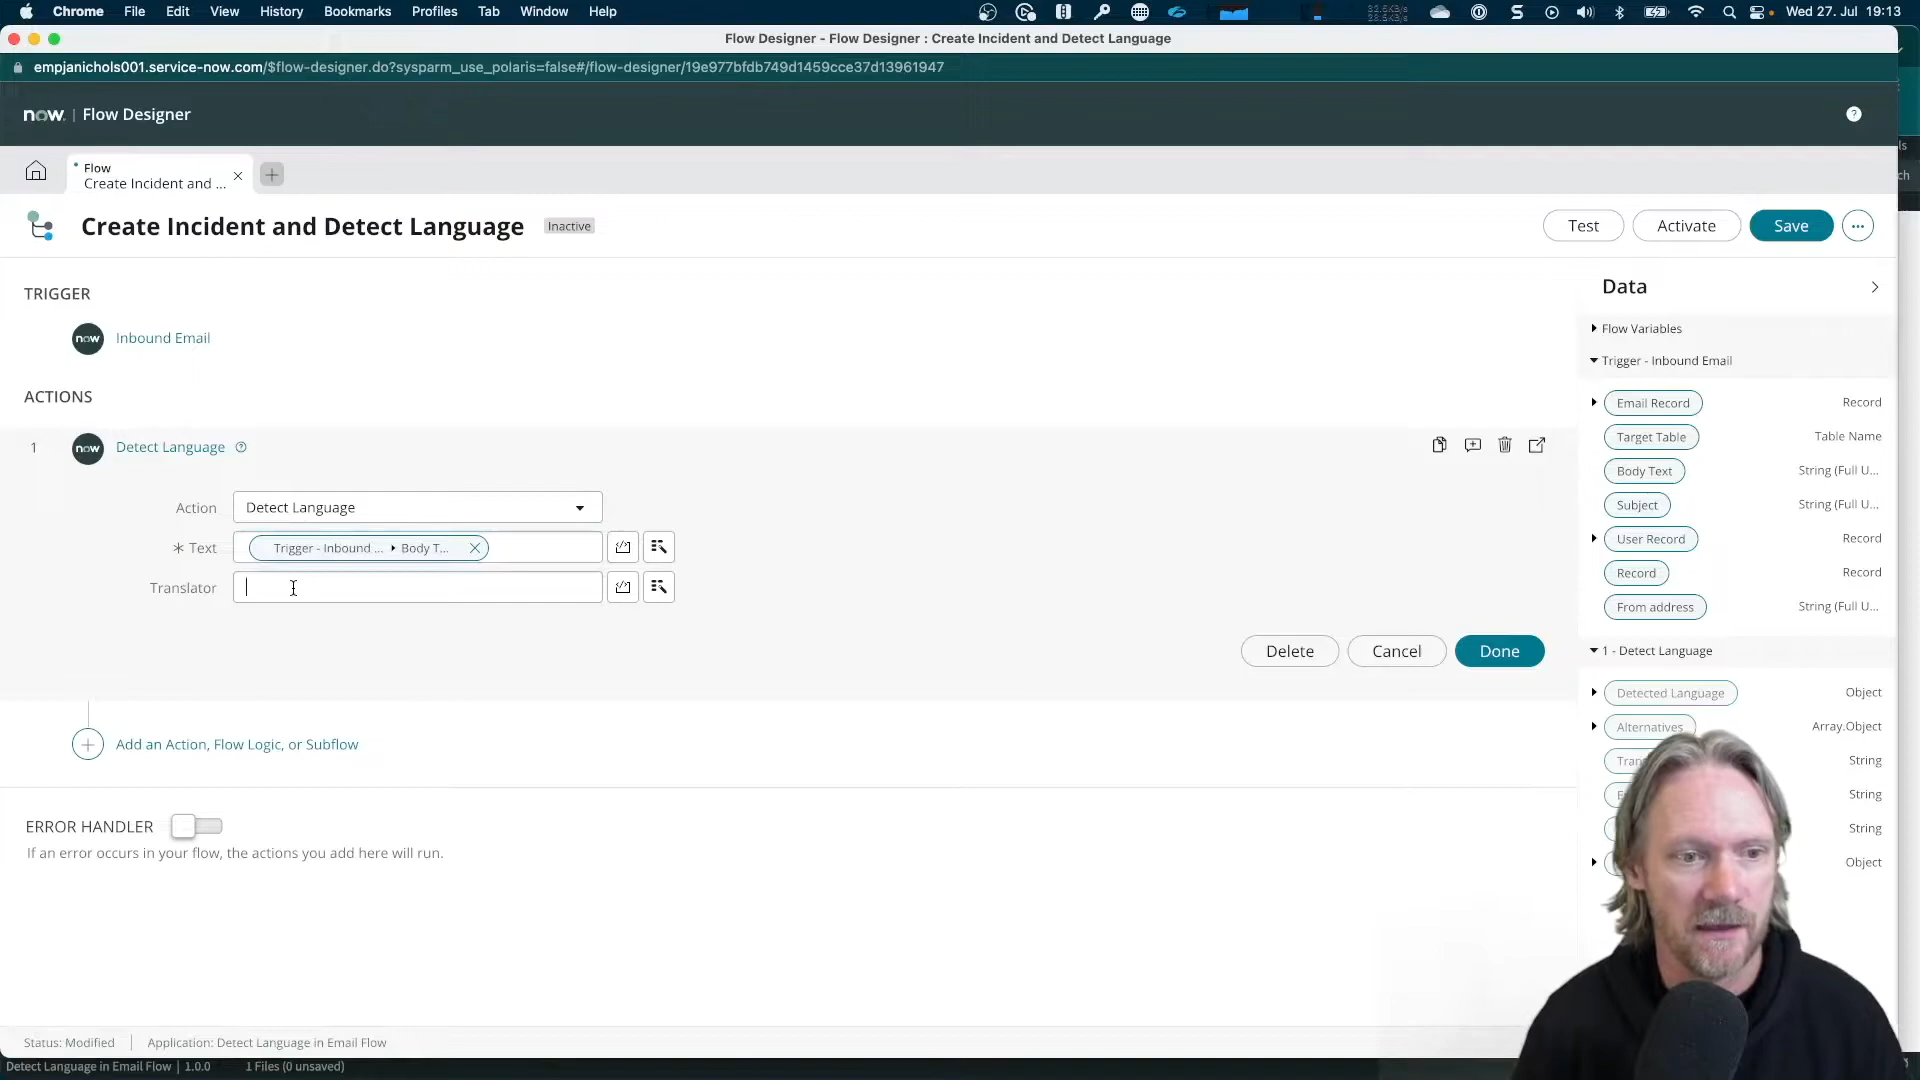 Chrome File Edit View History Bookmarks Profiles Tab Window Help Wed 27. Jul 19:13
Flow Designer - Flow Designer : Create Incident and Detect Language
empjanichols001.service-now.com/$flow-designer.do?sysparm_use_polaris=false#/flow-designer/19e977bfdb749d1459cce37d13961947
now. | Flow Designer
Flow
Create Incident and ...
Create Incident and Detect Language Inactive Test Activate Save
TRIGGER
now Inbound Email
ACTIONS
1 now Detect Language
Action Detect Language
* Text Trigger - Inbound ... ▸ Body T...
Translator
Delete Cancel Done
Add an Action, Flow Logic, or Subflow
ERROR HANDLER
If an error occurs in your flow, the actions you add here will run.
Data
Flow Variables
Trigger - Inbound Email
Email Record Record
Target Table Table Name
Body Text String (Full U...
Subject String (Full U...
User Record Record
Record Record
From address String (Full U...
1 - Detect Language
Detected Language Object
Alternatives Array.Object
String
String
String
Object
Status: Modified | Application: Detect Language in Email Flow
Detect Language in Email Flow | 1.0.0 1 Files (0 unsaved)